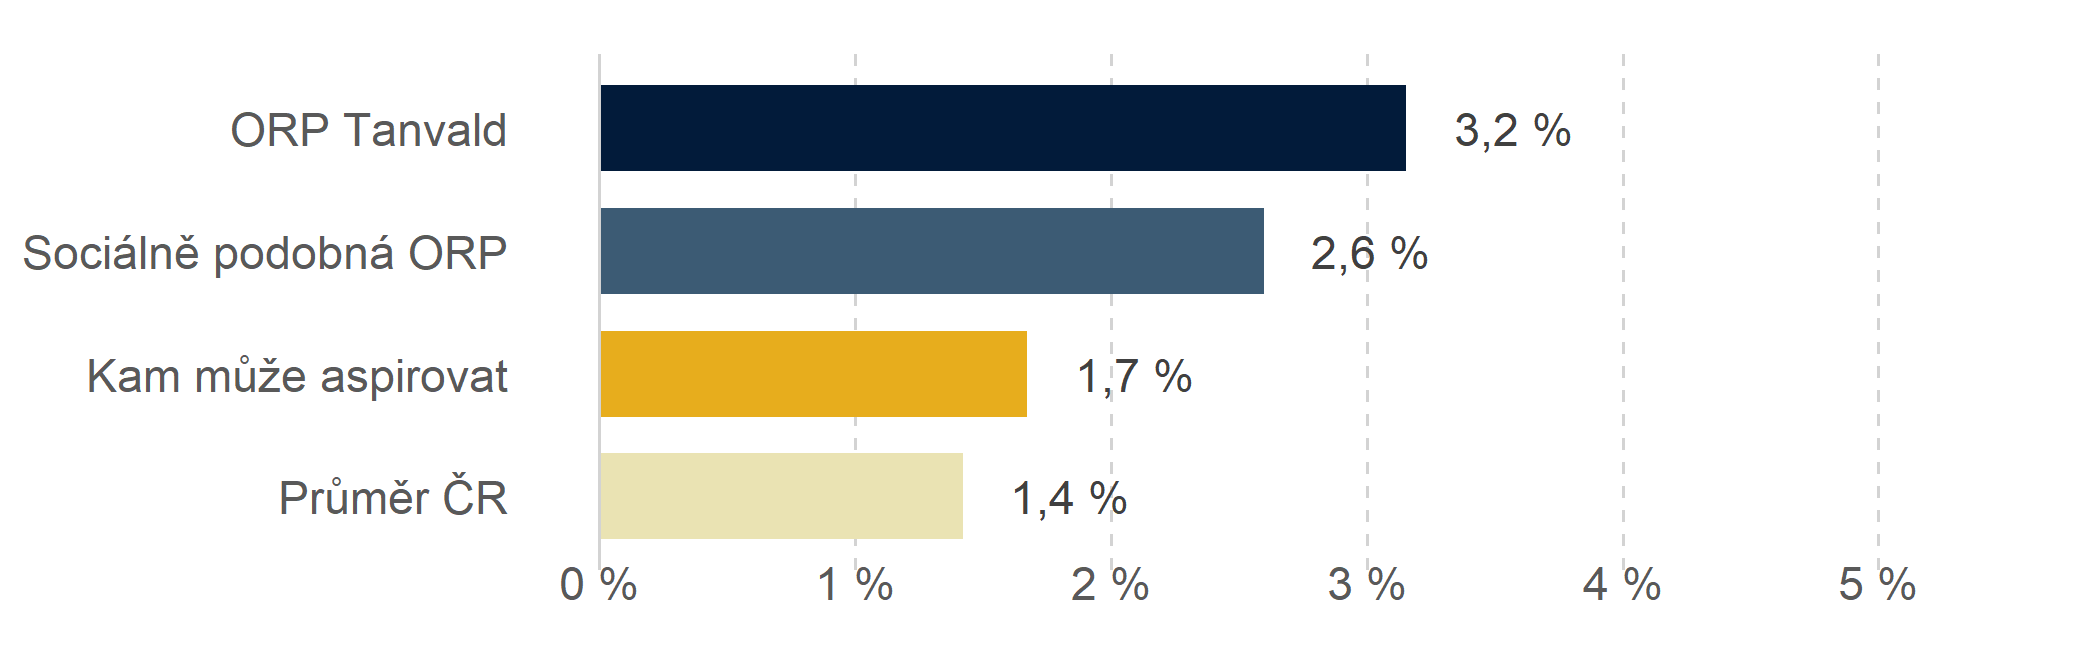 ORP Tanvald
3,2 %
Sociálně podobná ORP
2,6 %
Kam může aspirovat
1,7 %
Průměr ČR
1,4 %
0 %
1 %
2 %
3 %
4 %
5 %